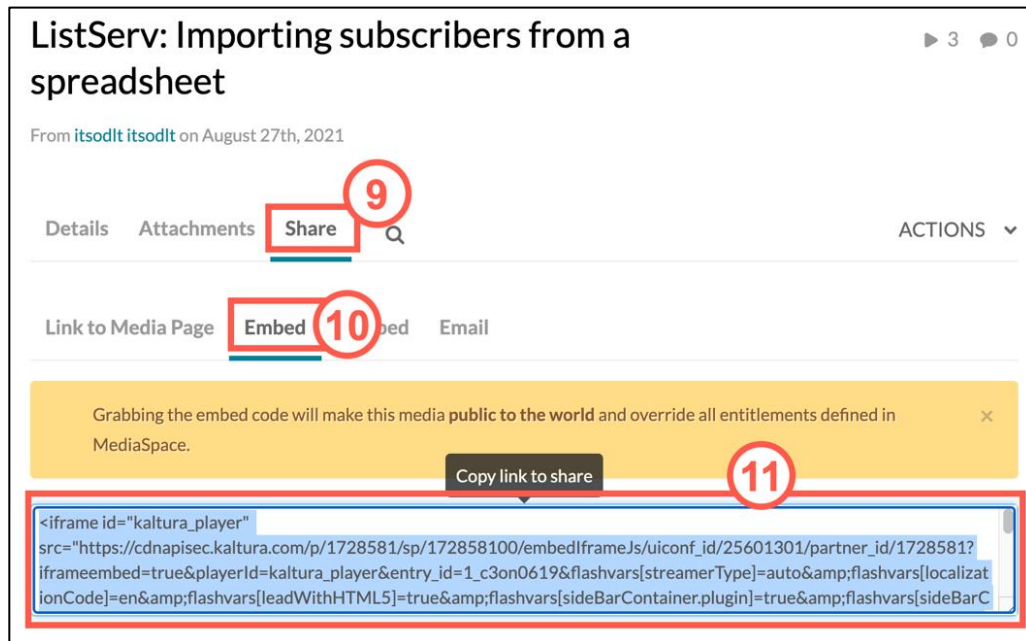 ListServ: Importing subscribers from a
spreadsheet
3 0
From itsodlt itsodlt on August 27th, 2021
9
Details Attachments Share ACTIONS
Link to Media Page Embed 10 bed Email
Grabbing the embed code will make this media public to the world and override all entitlements defined in
MediaSpace.
Copy link to share
11
<iframe id="kaltura_player"
src="https://cdnapisec.kaltura.com/p/1728581/sp/172858100/embedIframeJs/uiconf_id/25601301/partner_id/1728581?
iframeembed=true&playerId=kaltura_player&entry_id=1_c3on0619&flashvars[streamerType]=auto&amp;flashvars[localizat
ionCode]=en&amp;flashvars[leadWithHTML5]=true&amp;flashvars[sideBarContainer.plugin]=true&amp;flashvars[sideBarC